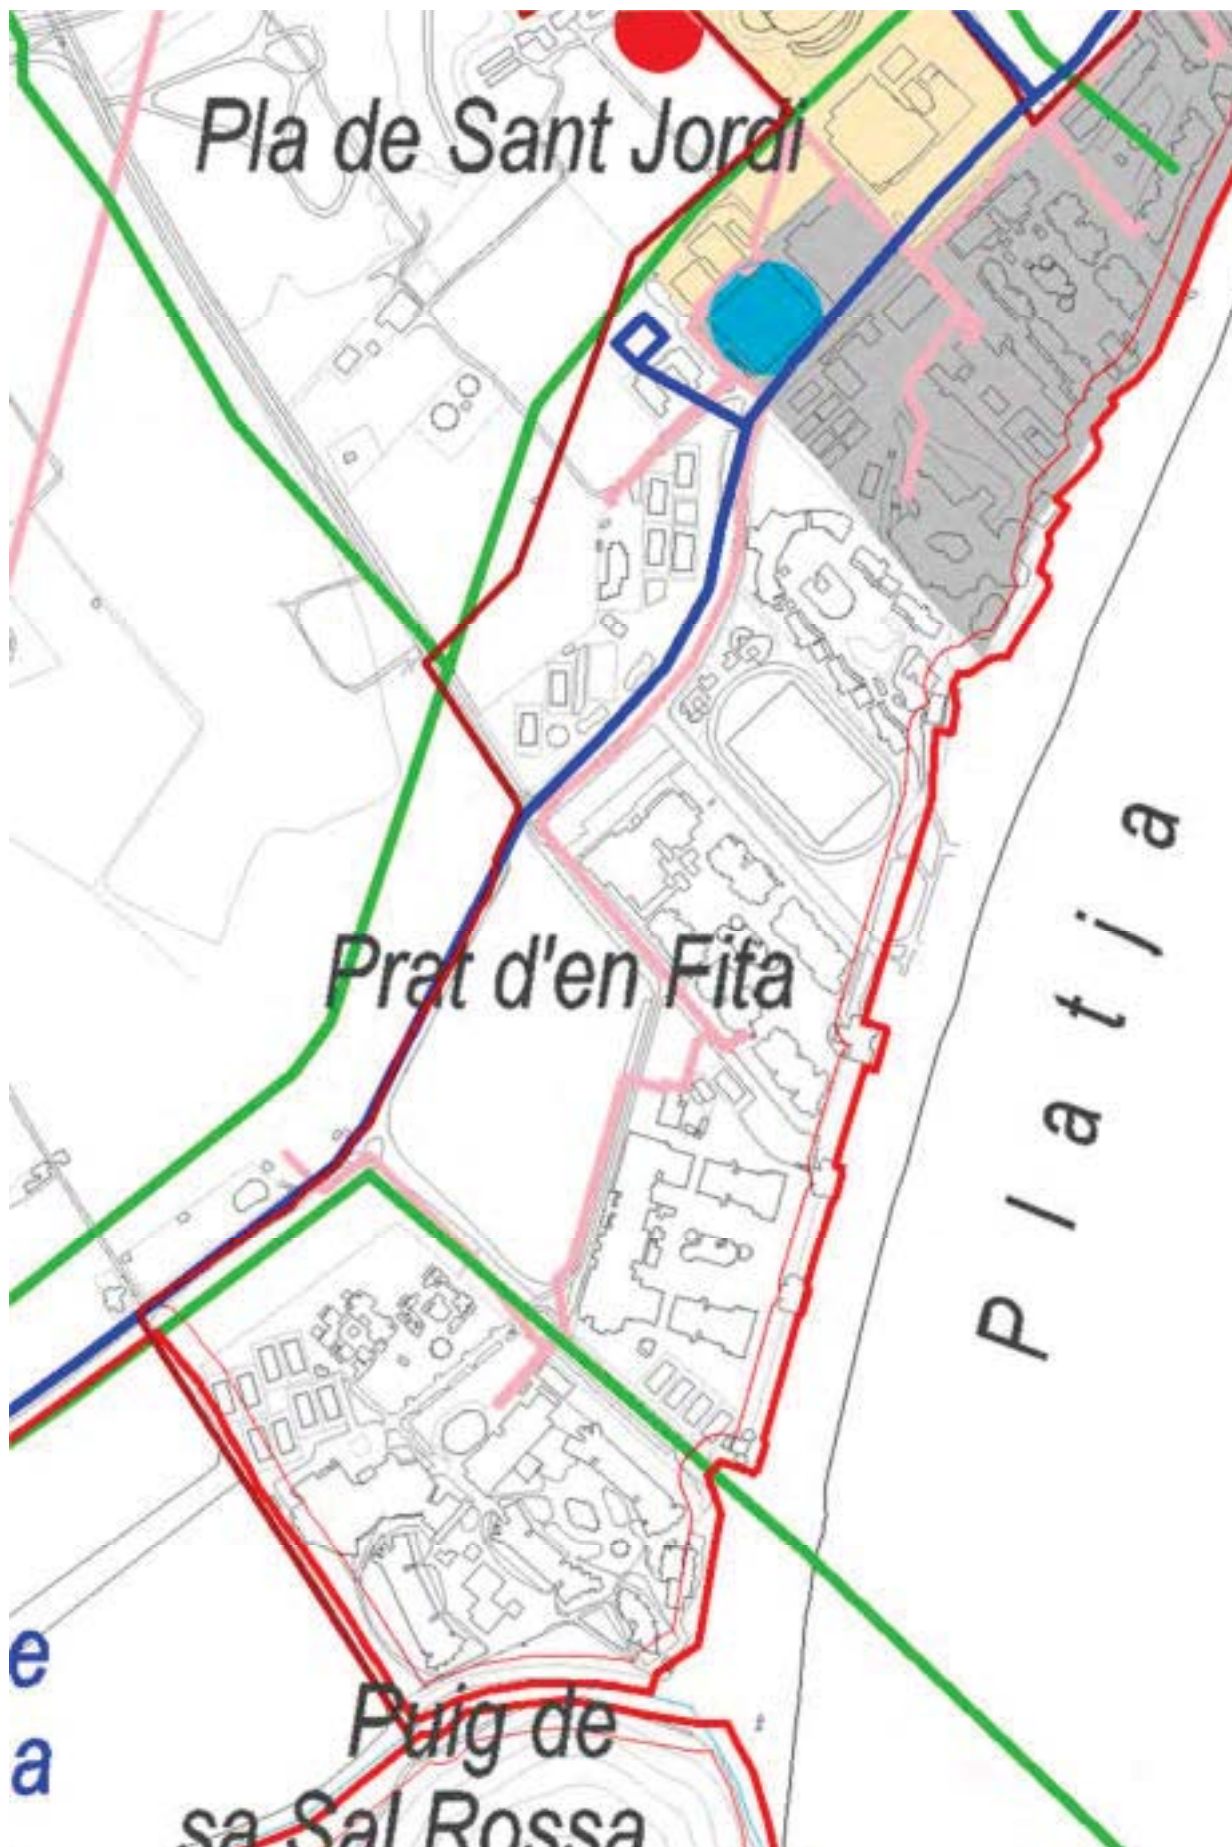 Pla de Sant Jordi
Prat d'en Fita
Platja
e
a
Puig de
sa Sal Rossa